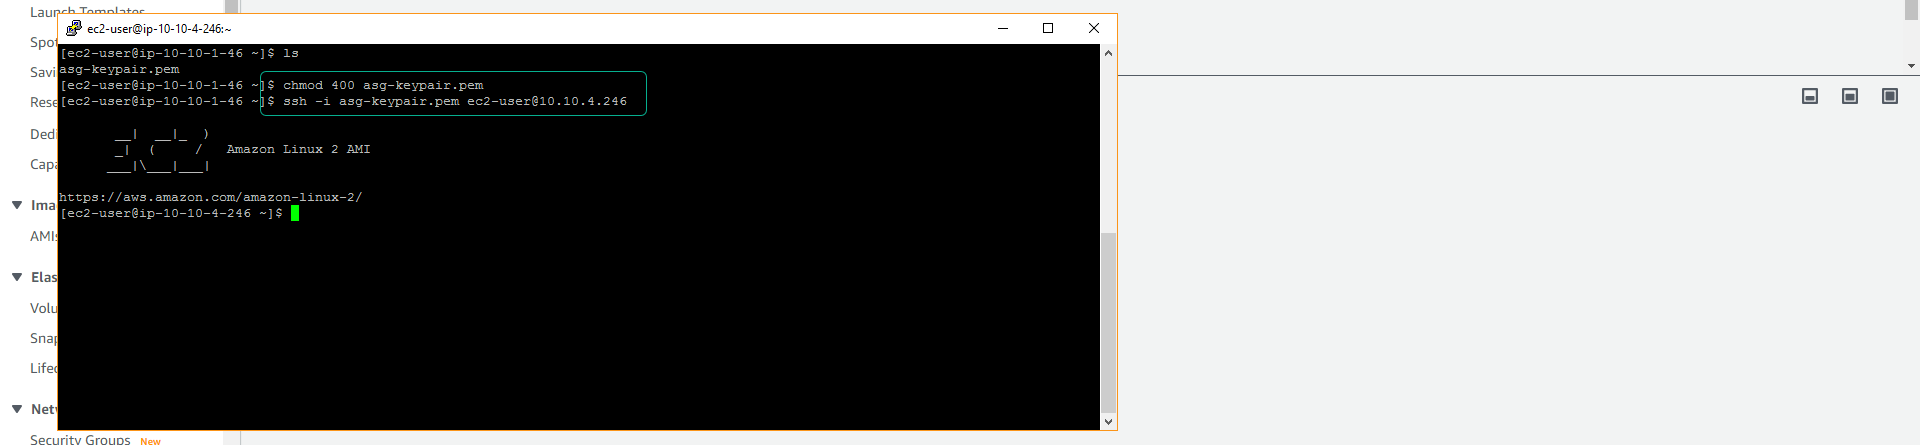 Launch Templates
ec2-user@ip-10-10-4-246:~
Spot
[ec2-user@ip-10-10-1-46 ~]$ ls
asg-keypair.pem
Savi
[ec2-user@ip-10-10-1-46 ~]$ chmod 400 asg-keypair.pem
Rese
[ec2-user@ip-10-10-1-46 ~]$ ssh -i asg-keypair.pem ec2-user@10.10.4.246
Dedi
       __|  __|_  )
       _|  (     /   Amazon Linux 2 AMI
      ___|\___|___|
Capa
https://aws.amazon.com/amazon-linux-2/
Ima
[ec2-user@ip-10-10-4-246 ~]$
AMIs
Elas
Volu
Snap
Lifec
Netw
Security Groups New